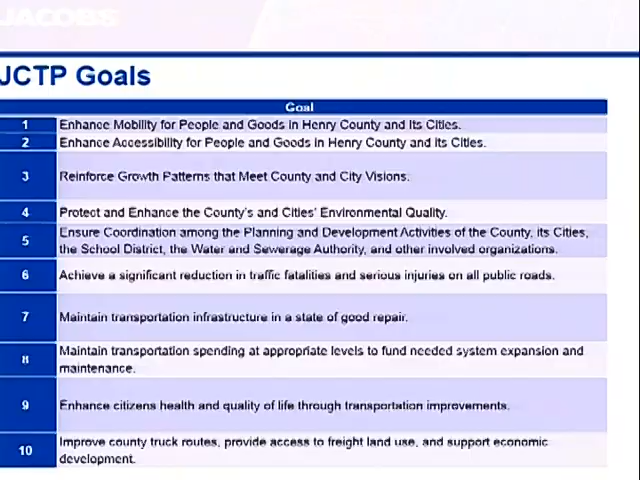 JACOBS
JCTP Goals
Goal
1 Enhance Mobility for People and Goods in Henry County and Its Cities.
2 Enhance Accessibility for People and Goods in Henry County and its Cities.
3 Reinforce Growth Patterns that Meet County and City Visions.
4 Protect and Enhance the County's and Cities' Environmental Quality.
5 Ensure Coordination among the Planning and Development Activities of the County, its Cities,
the School District, the Water and Sewerage Authority, and other involved organizations.
6 Achieve a significant reduction in traffic fatalities and serious injuries on all public roads.
7 Maintain transportation infrastructure in a state of good repair.
8 Maintain transportation spending at appropriate levels to fund needed system expansion and
maintenance.
9 Enhance citizens health and quality of life through transportation improvements.
10 Improve county truck routes, provide access to freight land use, and support economic
development.